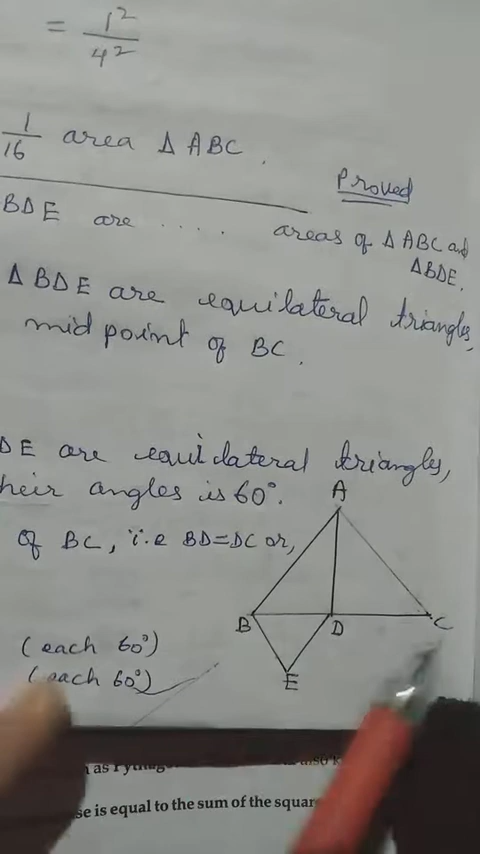 = 1²/4²
1/16 area Δ ABC.
Proved
BDE are .... areas of Δ ABC and
ΔBDE.
Δ BDE are equilateral triangles,
mid point of BC.
DE are equilateral triangles,
heir angles is 60°.
A
of BC, i.e BD=DC or,
B D C
(each 60°)
(each 60°)
E
se is equal to the sum of the squar